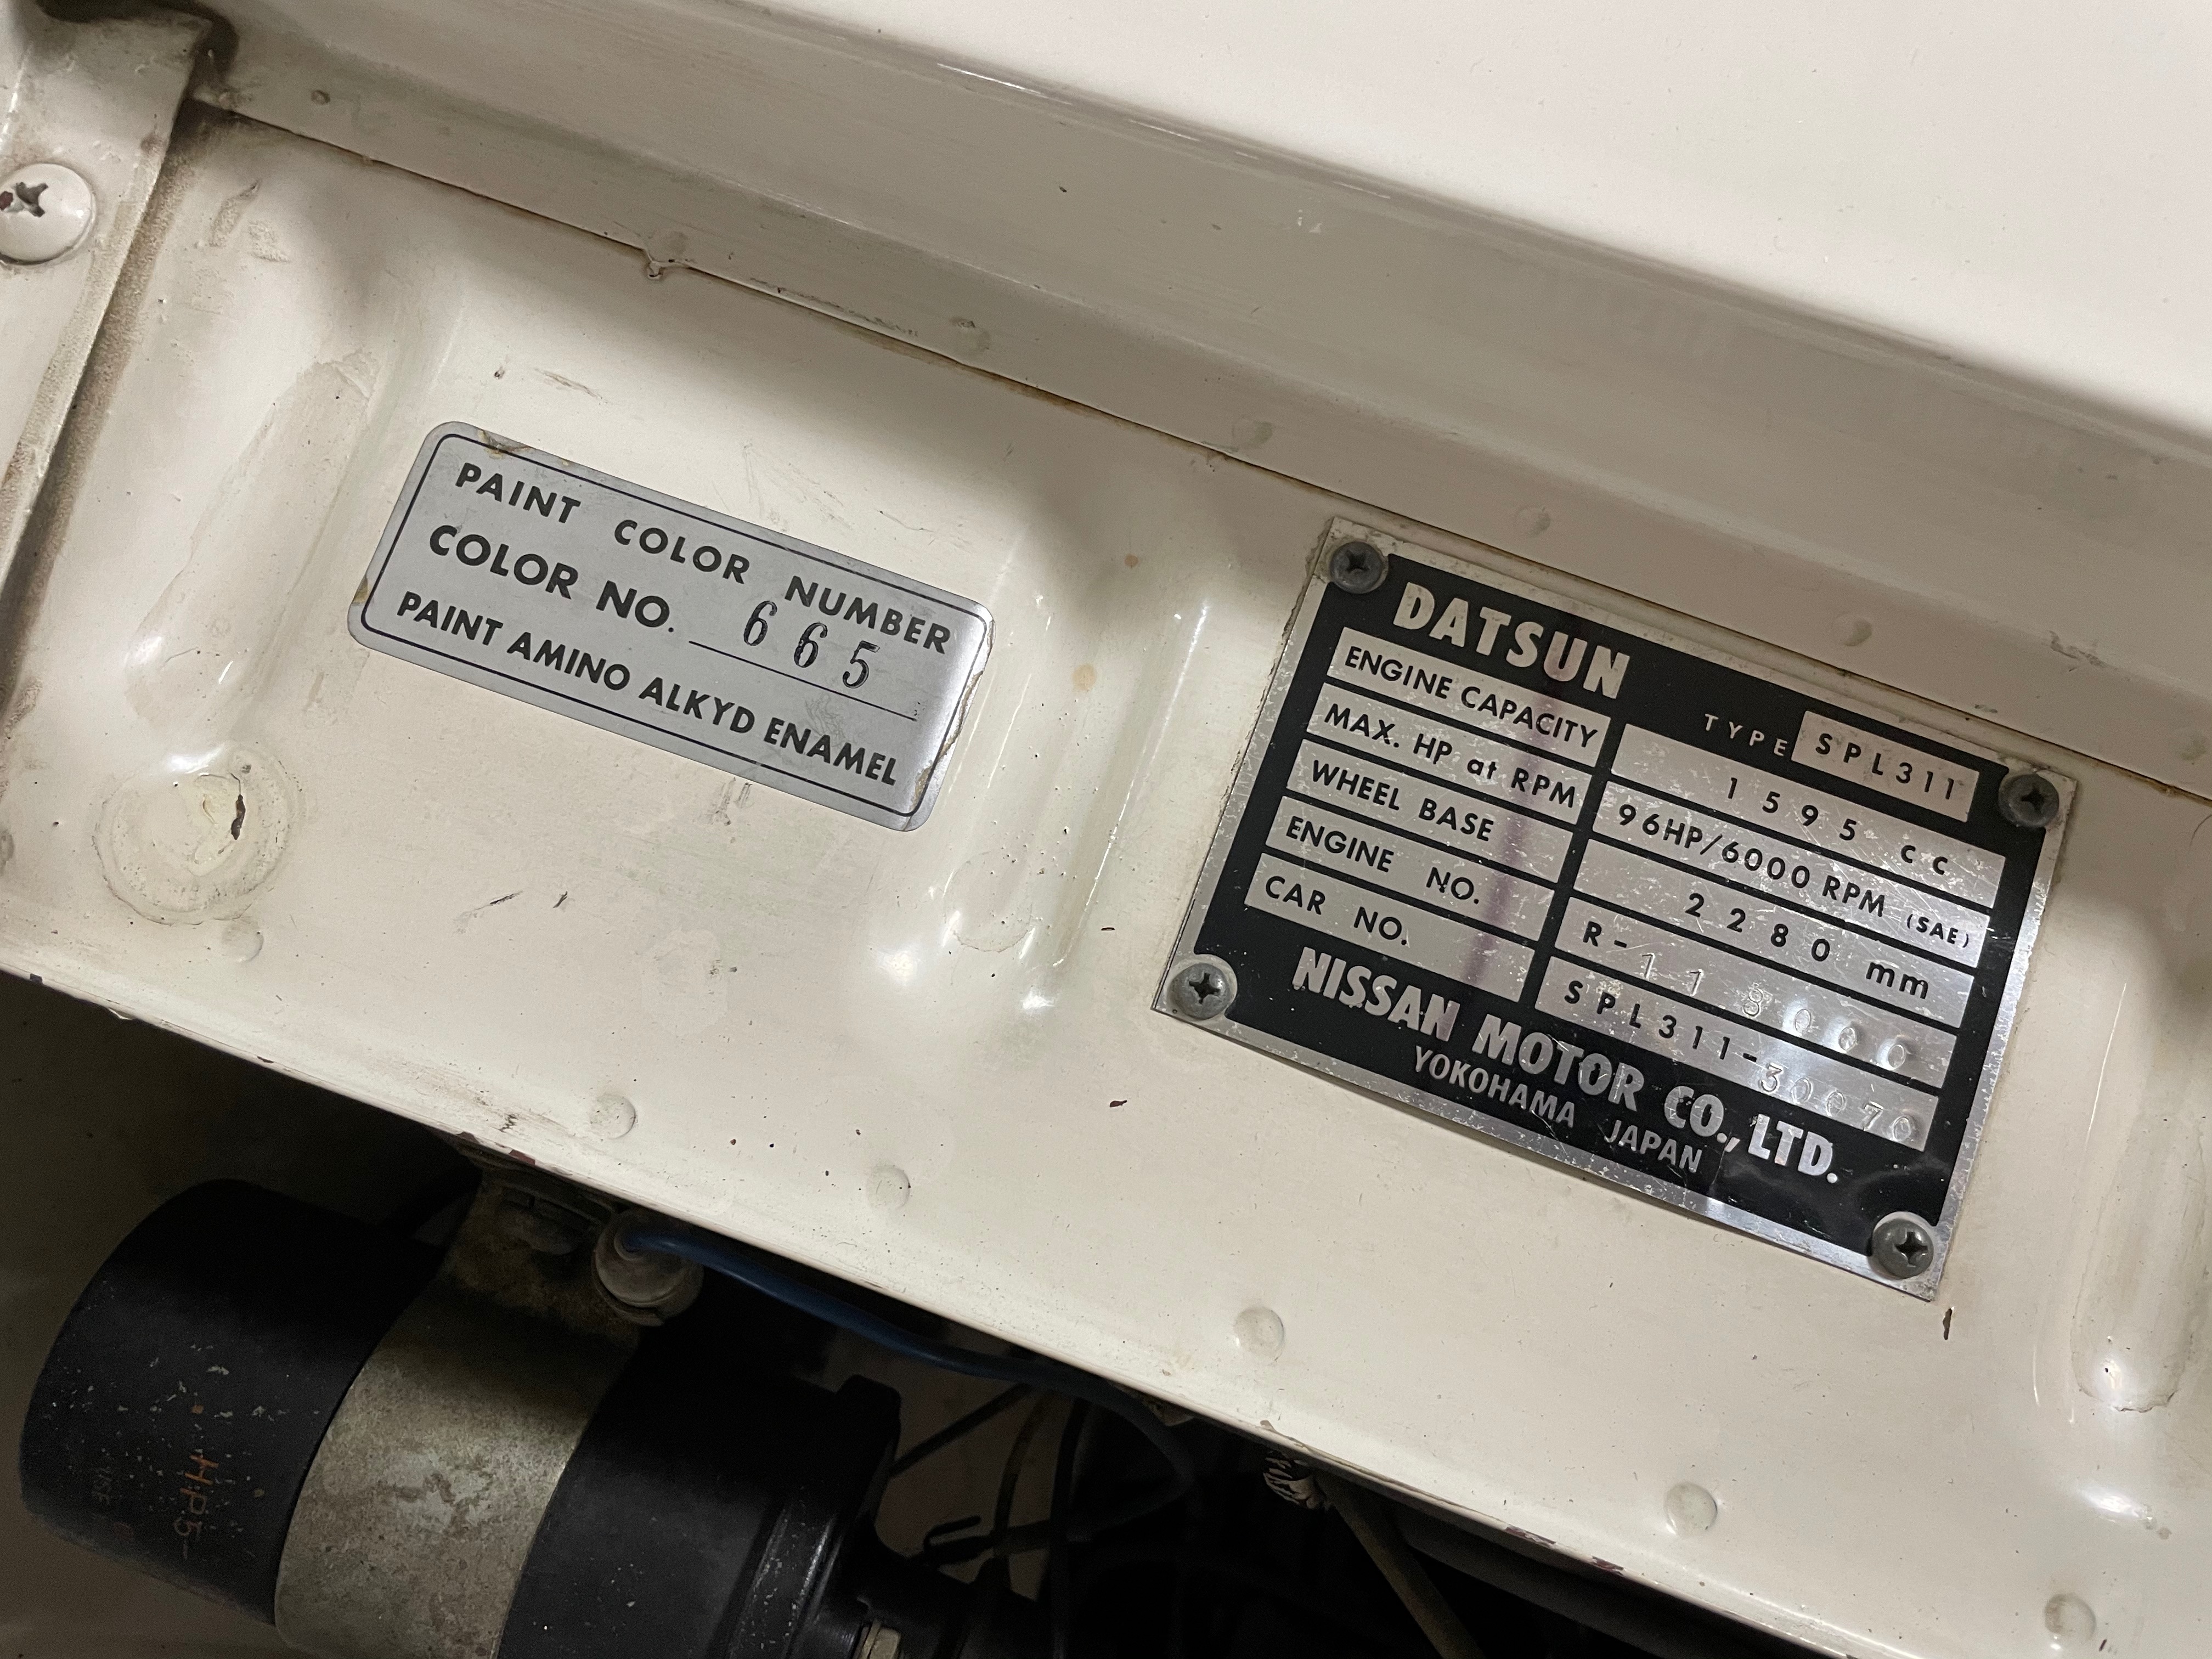 PAINT COLOR NUMBER
COLOR NO. 665
PAINT AMINO ALKYD ENAMEL
DATSUN TYPE SPL311
ENGINE CAPACITY 1595 cc
MAX. HP at RPM 96HP/6000 RPM (SAE)
WHEEL BASE 2280 mm
ENGINE NO. R-
CAR NO. SPL311-30070
NISSAN MOTOR CO., LTD.
YOKOHAMA JAPAN